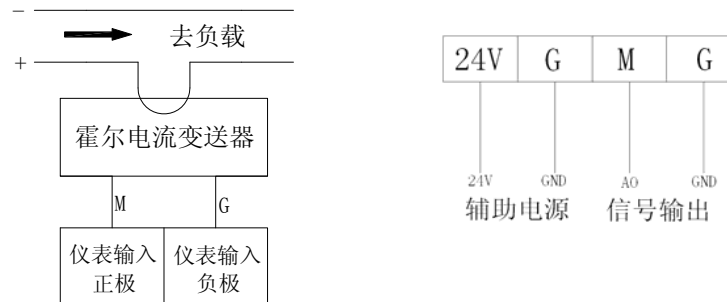 −
去负载
+
霍尔电流变送器
M
G
仪表输入
正极
仪表输入
负极
24V G M G
24V GND AO GND
辅助电源 信号输出